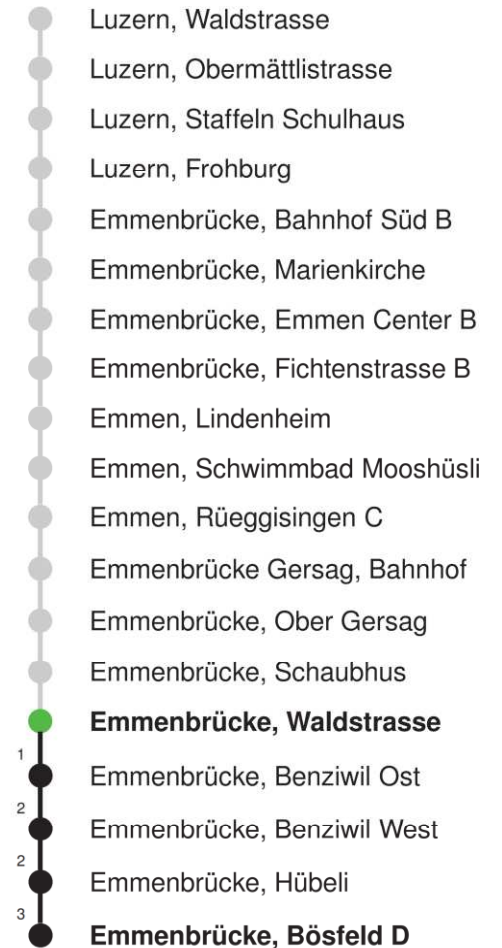 Luzern, Waldstrasse
Luzern, Obermättlistrasse
Luzern, Staffeln Schulhaus
Luzern, Frohburg
Emmenbrücke, Bahnhof Süd B
Emmenbrücke, Marienkirche
Emmenbrücke, Emmen Center B
Emmenbrücke, Fichtenstrasse B
Emmen, Lindenheim
Emmen, Schwimmbad Mooshüsli
Emmen, Rüeggisingen C
Emmenbrücke Gersag, Bahnhof
Emmenbrücke, Ober Gersag
Emmenbrücke, Schaubhus
Emmenbrücke, Waldstrasse
1 Emmenbrücke, Benziwil Ost
2 Emmenbrücke, Benziwil West
2 Emmenbrücke, Hübeli
3 Emmenbrücke, Bösfeld D